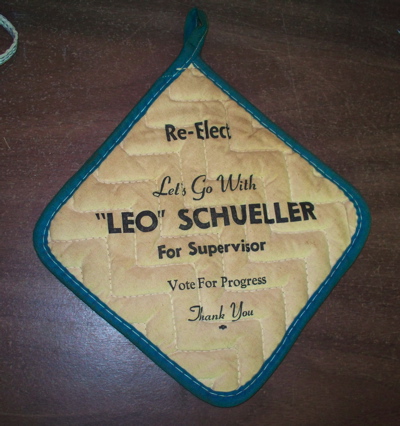 Re-Elect
Let's Go With
"LEO" SCHUELLER
For Supervisor
Vote For Progress
Thank You